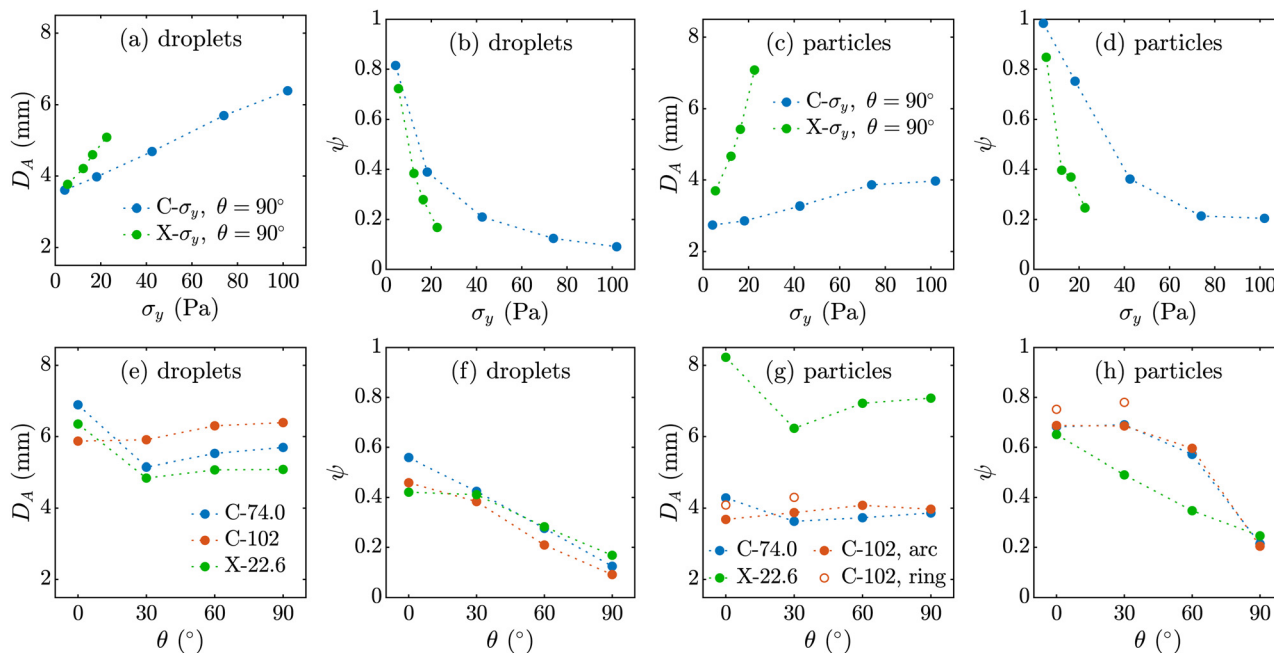 (a) droplets
8
6
4
2
D_A (mm)
0 20 40 60 80 100
σ_y (Pa)
C-σ_y, θ = 90°
X-σ_y, θ = 90°
(b) droplets
1
0.8
0.6
0.4
0.2
0
ψ
0 20 40 60 80 100
σ_y (Pa)
(c) particles
8
6
4
2
D_A (mm)
0 20 40 60 80 100
σ_y (Pa)
C-σ_y, θ = 90°
X-σ_y, θ = 90°
(d) particles
1
0.8
0.6
0.4
0.2
0
ψ
0 20 40 60 80 100
σ_y (Pa)
(e) droplets
8
6
4
2
D_A (mm)
0 30 60 90
θ (°)
C-74.0
C-102
X-22.6
(f) droplets
1
0.8
0.6
0.4
0.2
0
ψ
0 30 60 90
θ (°)
(g) particles
8
6
4
2
D_A (mm)
0 30 60 90
θ (°)
C-74.0
X-22.6
C-102, arc
C-102, ring
(h) particles
1
0.8
0.6
0.4
0.2
0
ψ
0 30 60 90
θ (°)